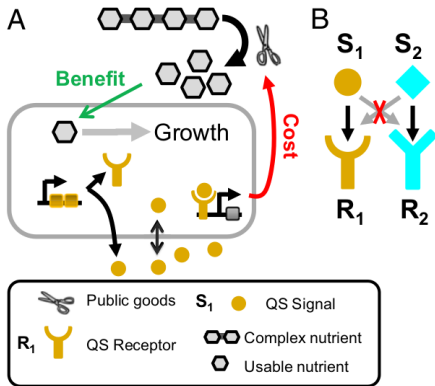 A
B
S1
S2
Benefit
Growth
Cost
R1
R2
Public goods
S1
QS Signal
R1
QS Receptor
Complex nutrient
Usable nutrient